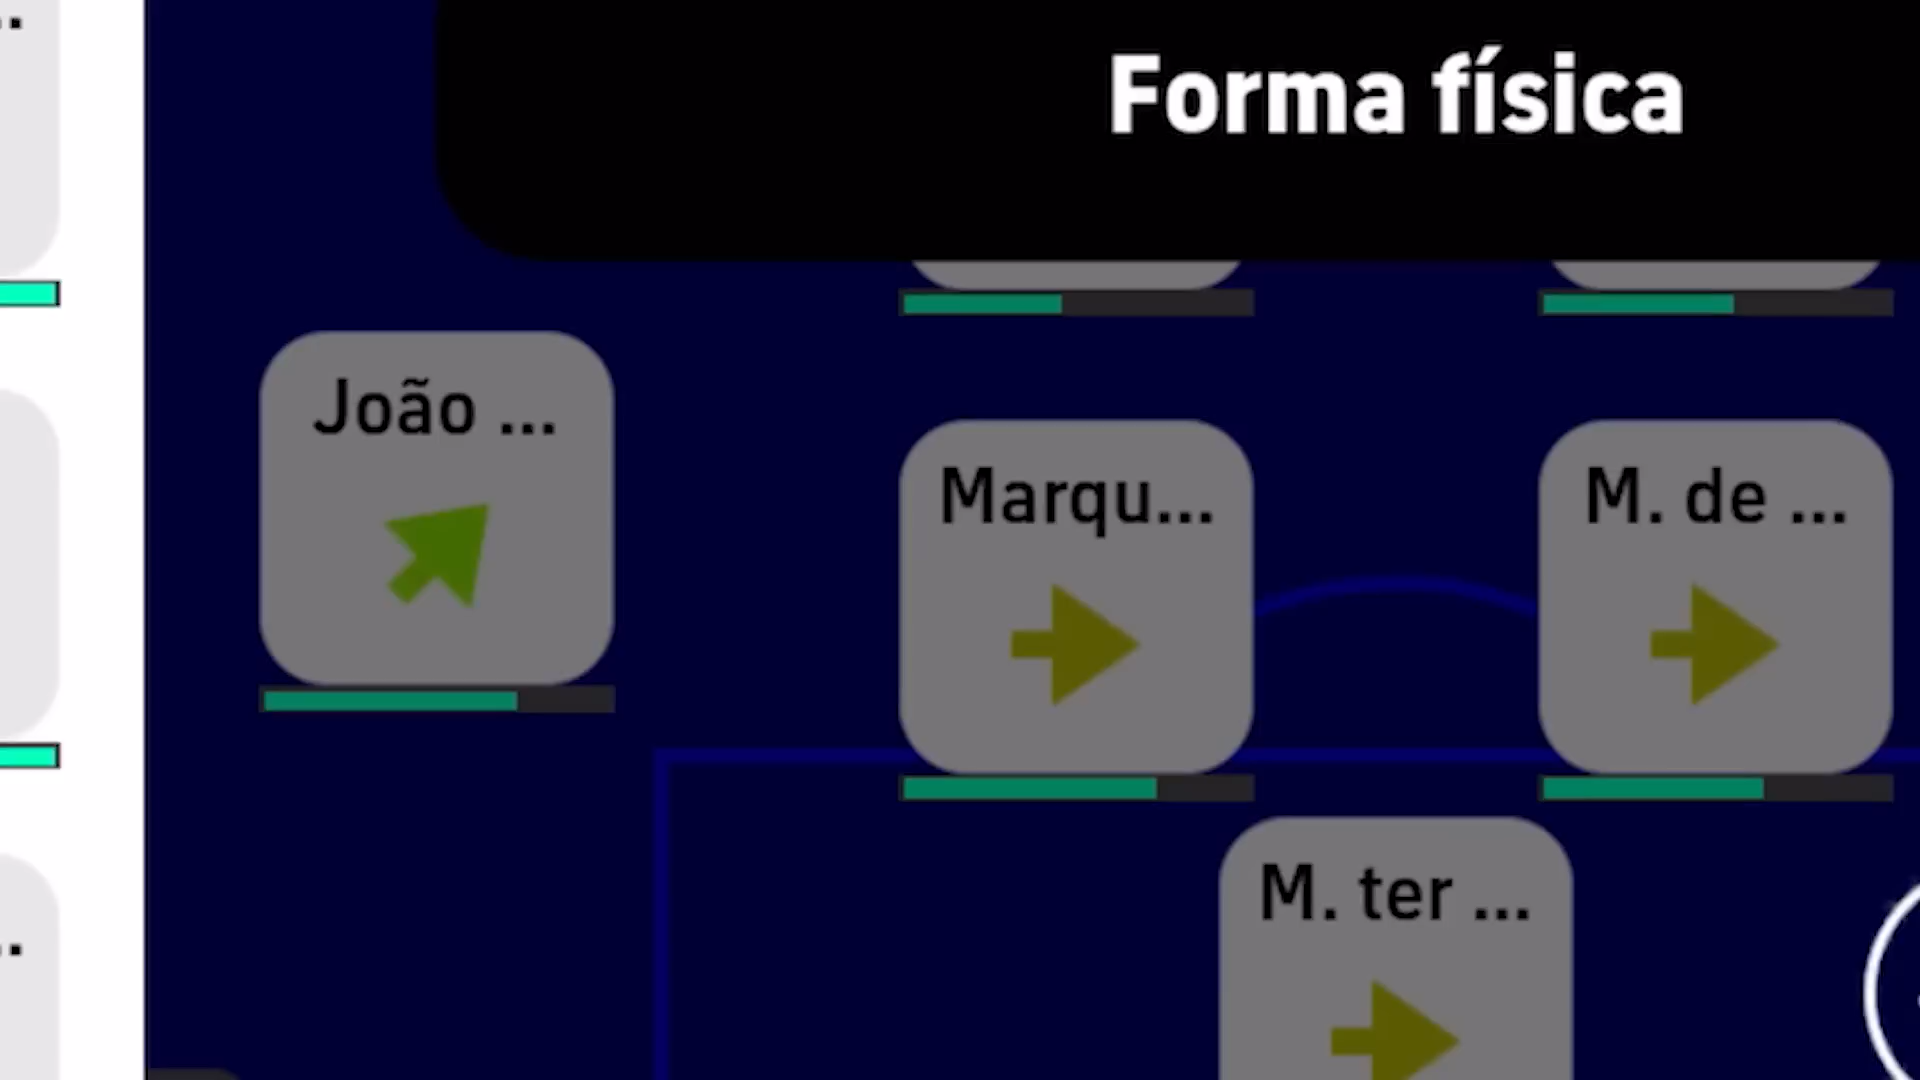 Forma física
João ...
Marqu...
M. de ...
M. ter ...